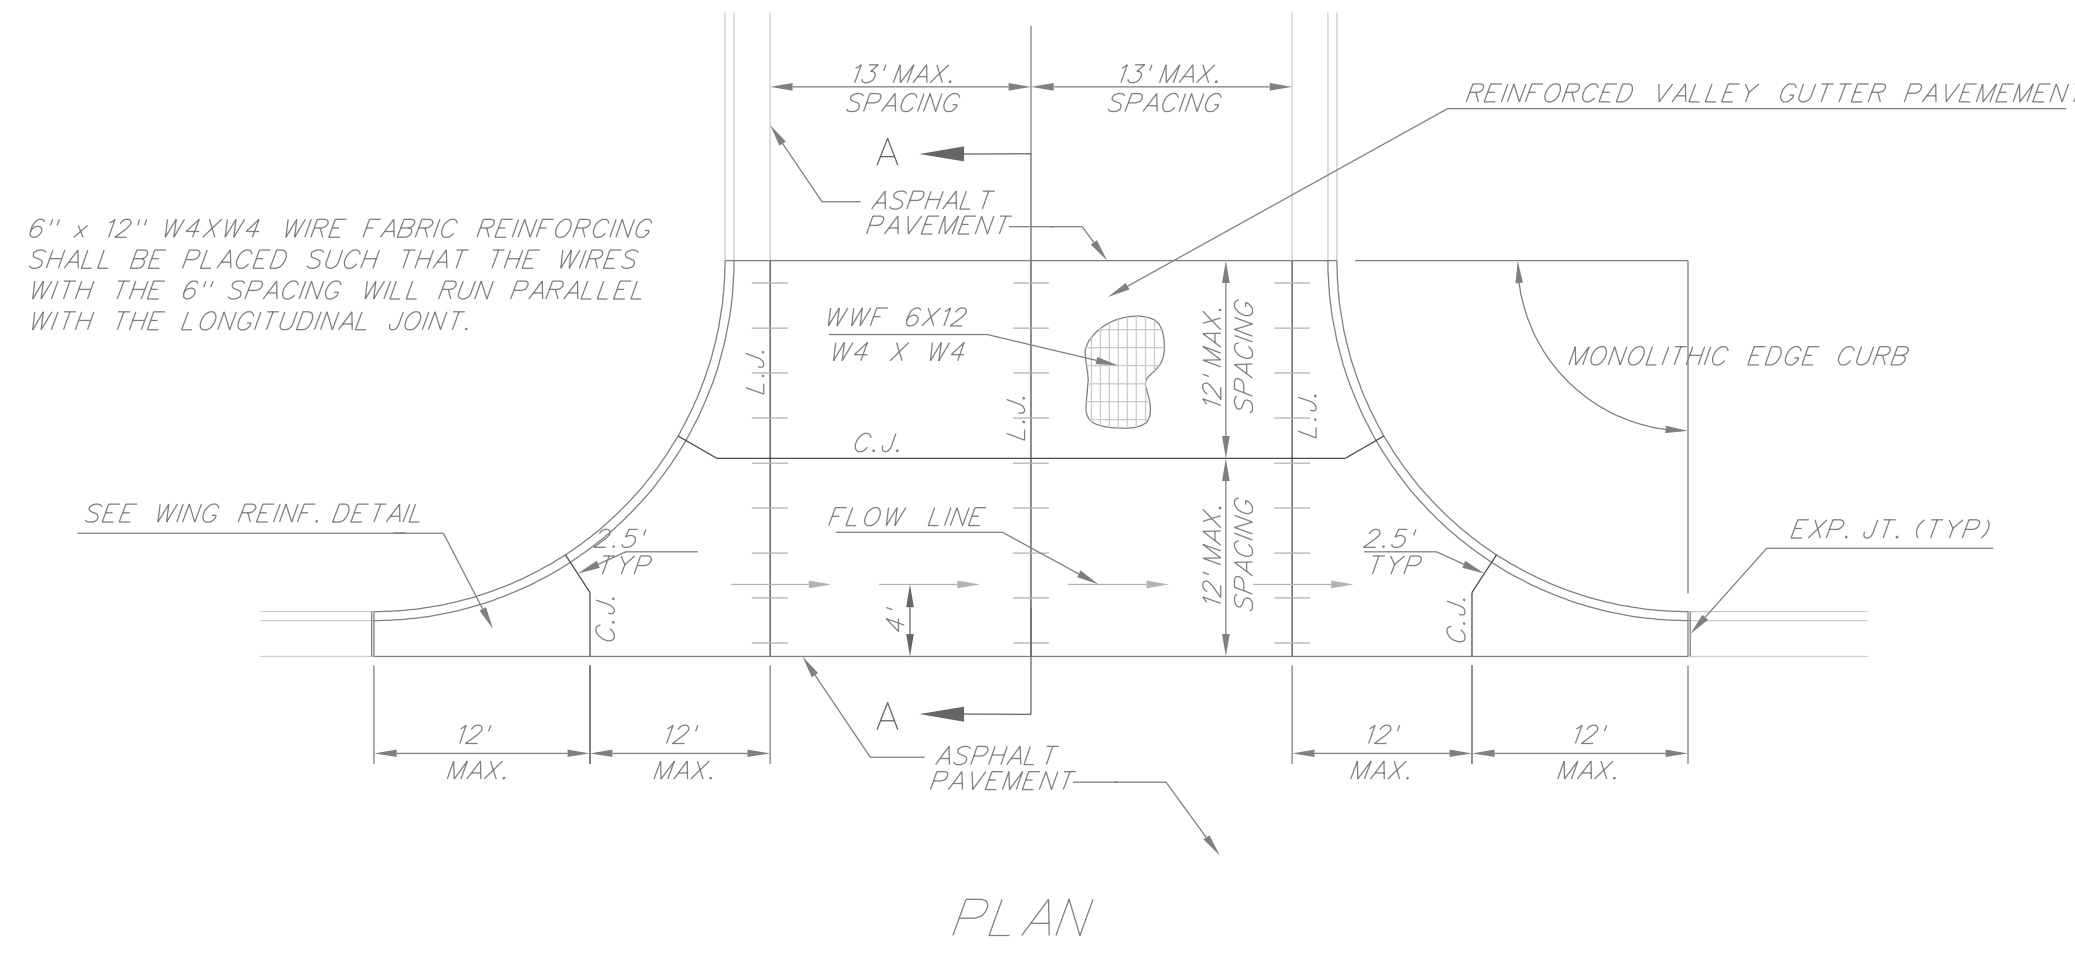 13' MAX.
SPACING
13' MAX.
SPACING
REINFORCED VALLEY GUTTER PAVEMEMENT
A
ASPHALT
PAVEMENT
6" x 12" W4XW4 WIRE FABRIC REINFORCING
SHALL BE PLACED SUCH THAT THE WIRES
WITH THE 6" SPACING WILL RUN PARALLEL
WITH THE LONGITUDINAL JOINT.
WWF 6X12
W4 X W4
12' MAX.
SPACING
MONOLITHIC EDGE CURB
L.J.
L.J.
L.J.
C.J.
SEE WING REINF. DETAIL
2.5'
TYP
FLOW LINE
12' MAX.
SPACING
2.5'
TYP
EXP. JT. (TYP)
C.J.
4'
C.J.
A
12'
MAX.
12'
MAX.
12'
MAX.
12'
MAX.
ASPHALT
PAVEMENT
PLAN